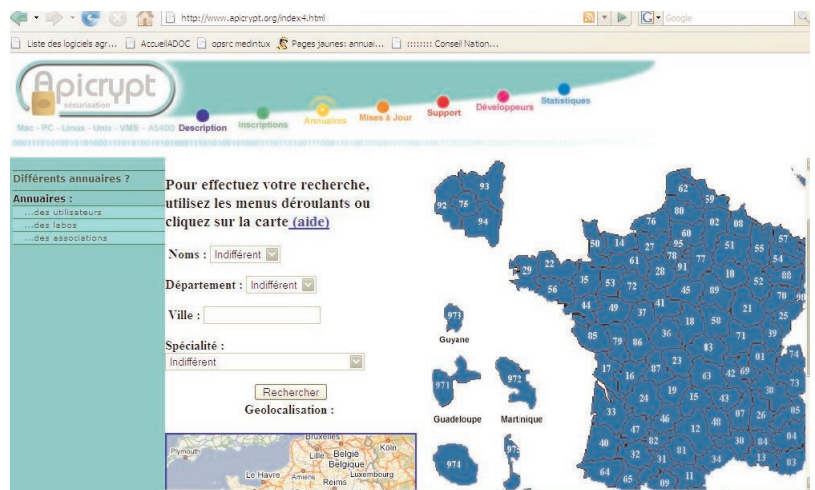 http://www.apicrypt.org/index4.html
Google
Liste des logiciels agr... AccueilADOC opsrc medintux Pages jaunes: annuai... :::::::: Conseil Nation...
Apicrypt
sécurisation
Mac - PC - Linux - Unix - VMS - AS400
Description Inscriptions Annuaires Mises à Jour Support Développeurs Statistiques
Différents annuaires ?
Annuaires :
...des utilisateurs
...des labos
...des associations
Pour effectuez votre recherche,
utilisez les menus déroulants ou
cliquez sur la carte (aide)
Noms : Indifférent
Département : Indifférent
Ville :
Spécialité :
Indifférent
Rechercher
Geolocalisation :
Plymouth
Bruxelles
Köln
Lille
België
Belgique
Le Havre
Amiens
Luxembourg
Reims
93
92 75
94
973
Guyane
971
972
Guadeloupe Martinique
974
975
62
59
80
76
02 08
60
50 14 27 95 51 55 57
78 77 54
61 91
29 22 28 10 88
35 53 72 52
56 45 89 70 90
44 49 37 41 21 25
18 58
85 79 86 36 71 39
03
23 01 74
17 16 87 63 42 69
73
24 19 15 43 38
33
46 07 26 05
47 12 48
40 82 30 84 04
32 31 81 34 13 83
64 65 09 11